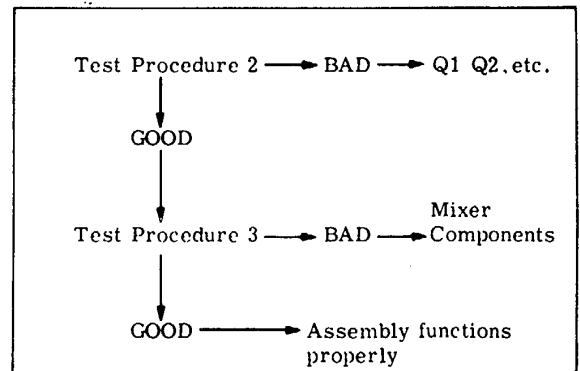 Test Procedure 2 BAD Q1 Q2, etc.
GOOD
Test Procedure 3 BAD Mixer
Components
GOOD Assembly functions
properly